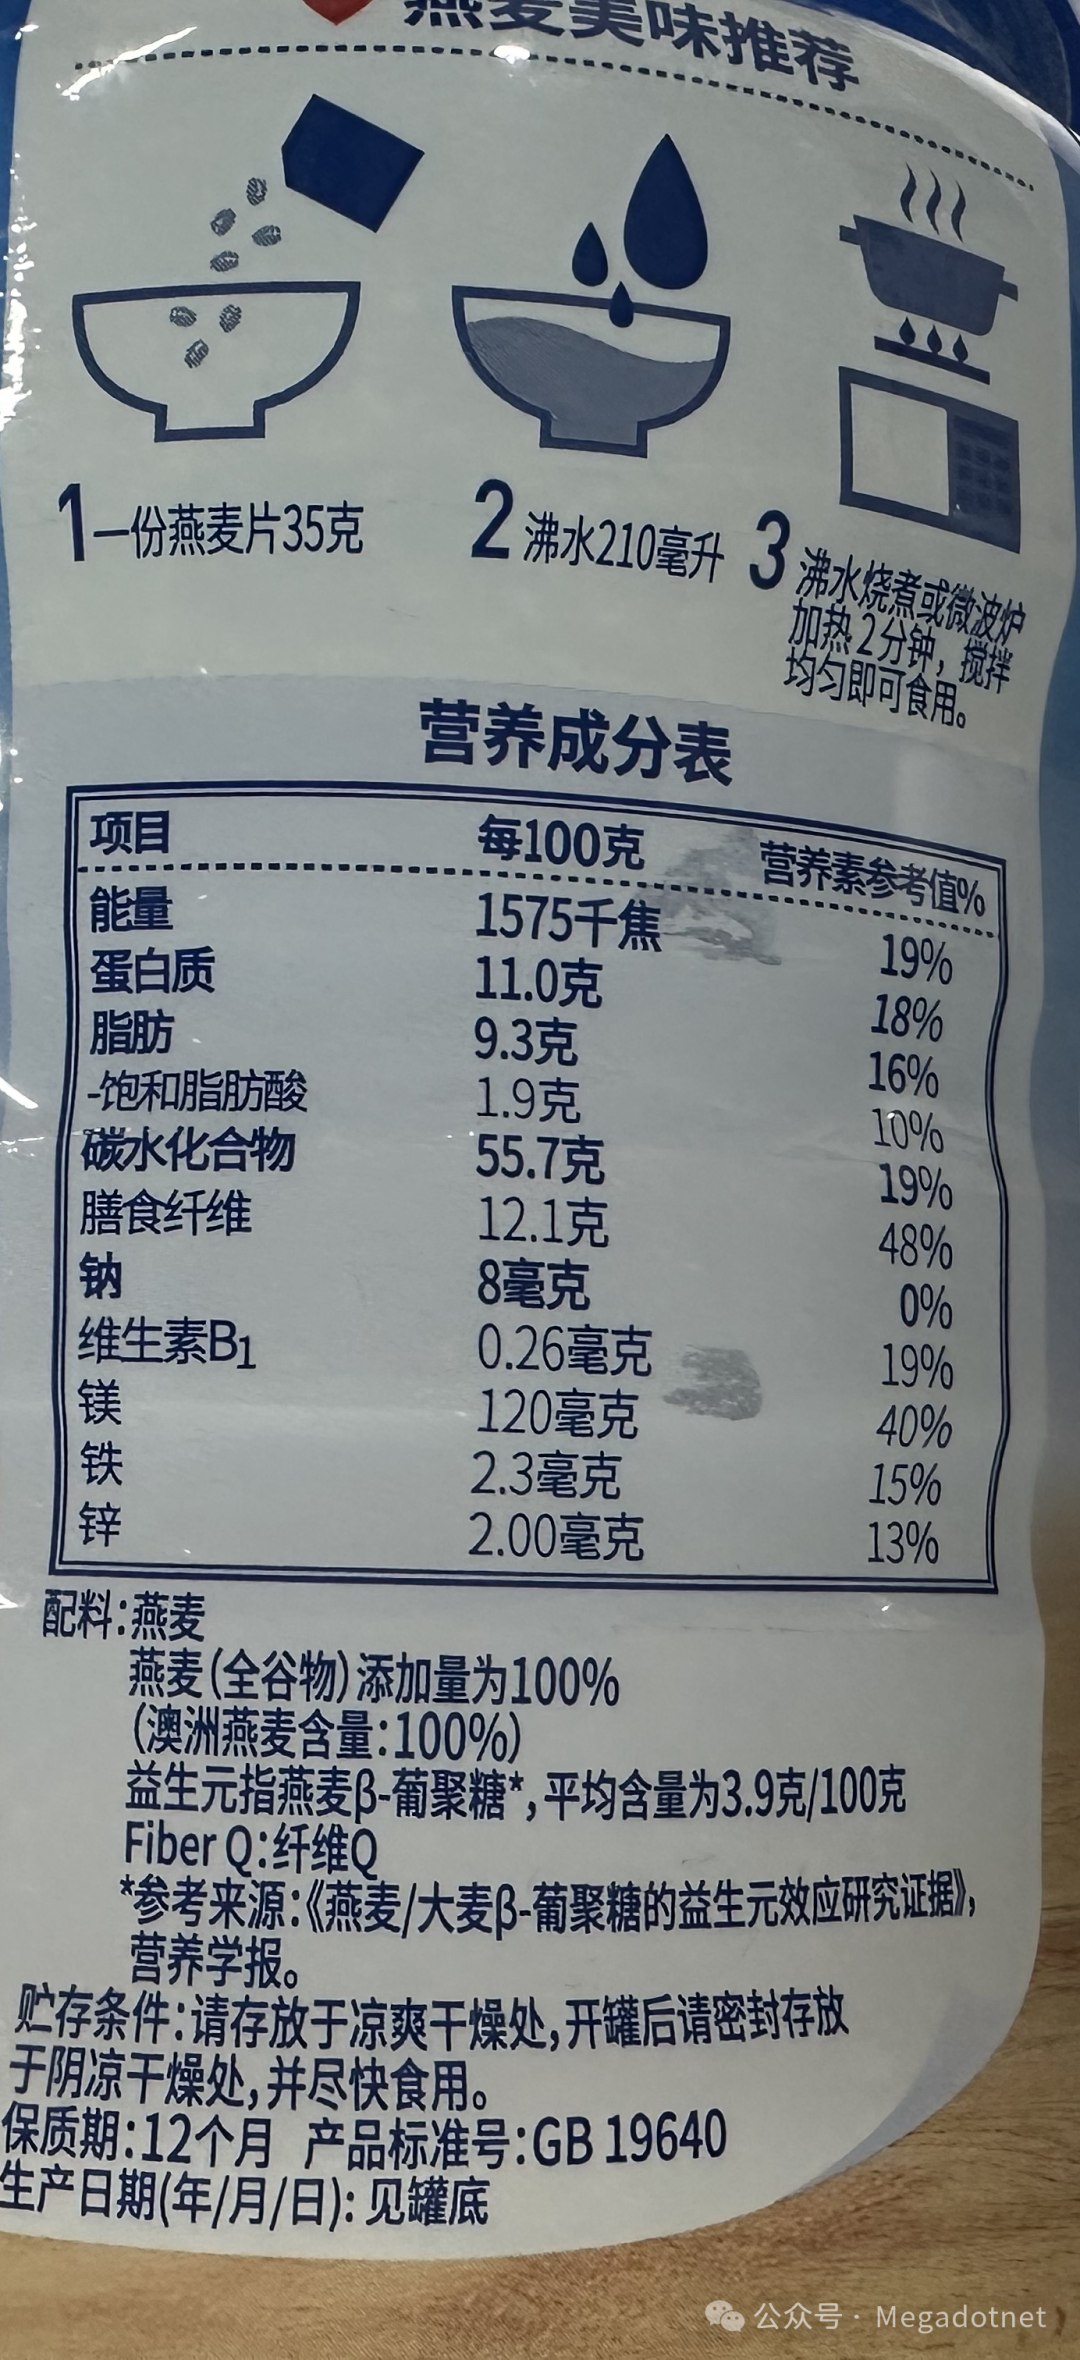 燕麦美味推荐
1 一份燕麦片35克
2 沸水210毫升
3 沸水烧煮或微波炉
加热2分钟，搅拌
均匀即可食用。
营养成分表
项目 每100克 营养素参考值%
能量 1575千焦 19%
蛋白质 11.0克 18%
脂肪 9.3克 16%
-饱和脂肪酸 1.9克 10%
碳水化合物 55.7克 19%
膳食纤维 12.1克 48%
钠 8毫克 0%
维生素B1 0.26毫克 19%
镁 120毫克 40%
铁 2.3毫克 15%
锌 2.00毫克 13%
配料：燕麦
燕麦（全谷物）添加量为100%
（澳洲燕麦含量：100%）
益生元指燕麦β-葡聚糖*，平均含量为3.9克/100克
Fiber Q：纤维Q
*参考来源：《燕麦/大麦β-葡聚糖的益生元效应研究证据》，
营养学报。
贮存条件：请存放于凉爽干燥处，开罐后请密封存放
于阴凉干燥处，并尽快食用。
保质期：12个月 产品标准号：GB 19640
生产日期(年/月/日)：见罐底
公众号 · Megadotnet